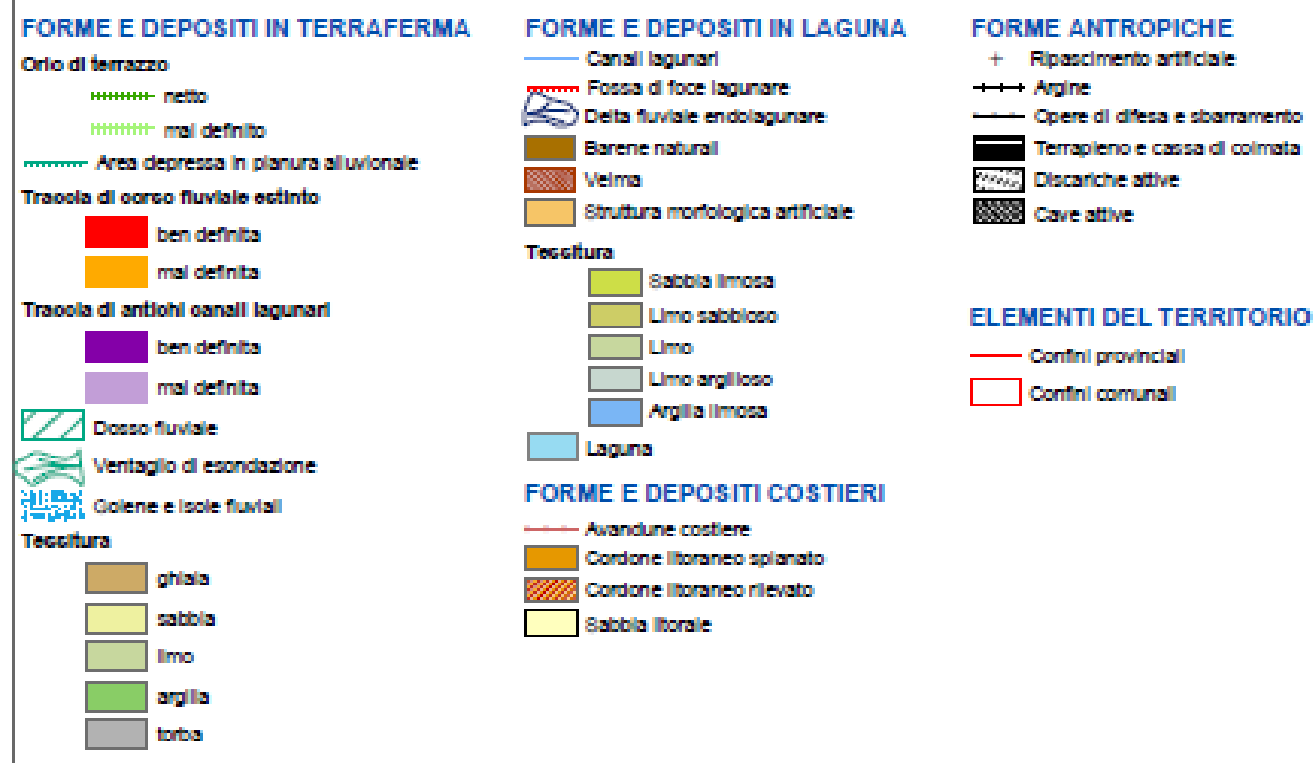 FORME E DEPOSITI IN TERRAFERMA
Orlo di terrazzo
netto
mal definito
Area depressa in pianura alluvionale
Traccia di corso fluviale estinto
ben definita
mal definita
Traccia di antichi canali lagunari
ben definita
mal definita
Dosso fluviale
Ventaglio di esondazione
Golene e isole fluviali
Tessitura
ghiaia
sabbia
limo
argilla
torba
FORME E DEPOSITI IN LAGUNA
Canali lagunari
Fossa di foce lagunare
Delta fluviale endolagunare
Barene naturali
Velma
Struttura morfologica artificiale
Tessitura
Sabbia limosa
Limo sabbioso
Limo
Limo argilloso
Argilla limosa
Laguna
FORME E DEPOSITI COSTIERI
Avandune costiere
Cordone litoraneo spianato
Cordone litoraneo rilevato
Sabbia litorale
FORME ANTROPICHE
Ripascimento artificiale
Argine
Opere di difesa e sbarramento
Terrapieno e cassa di colmata
Discariche attive
Cave attive
ELEMENTI DEL TERRITORIO
Confini provinciali
Confini comunali